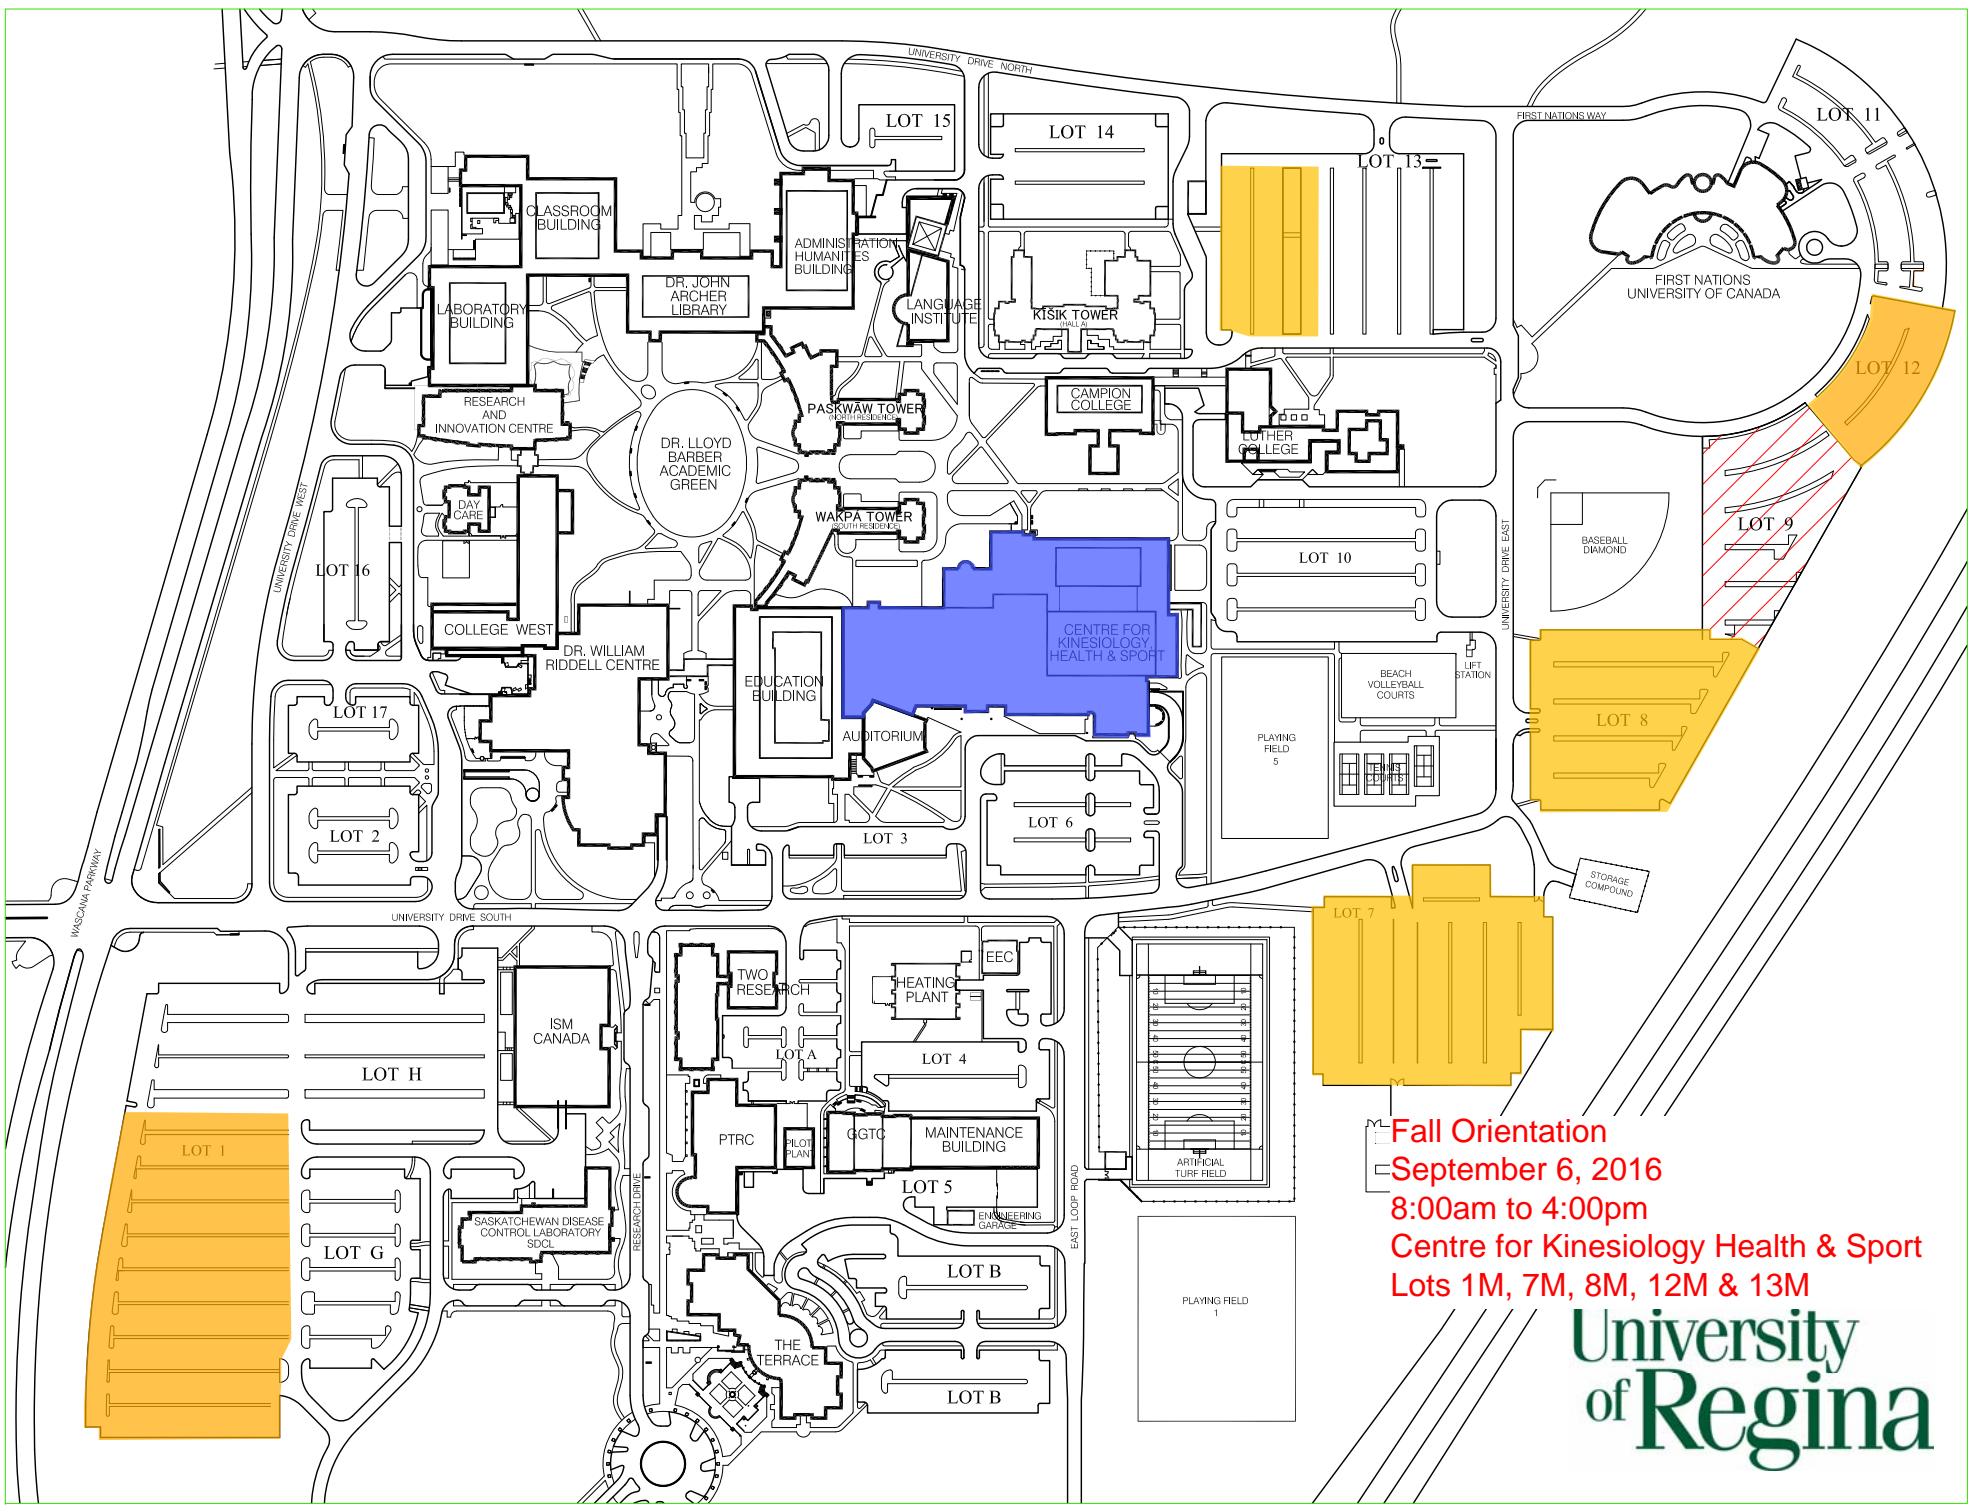 UNIVERSITY DRIVE NORTH
FIRST NATIONS WAY
LOT 11
LOT 15
LOT 14
LOT 13
CLASSROOM
BUILDING
ADMINISTRATION
HUMANITIES
BUILDING
DR. JOHN
ARCHER
LIBRARY
LABORATORY
BUILDING
LANGUAGE
INSTITUTE
KĪSIK TOWER
(HALL A)
FIRST NATIONS
UNIVERSITY OF CANADA
LOT 12
RESEARCH
AND
INNOVATION CENTRE
PASKWĀW TOWER
(NORTH RESIDENCE)
CAMPION
COLLEGE
LUTHER
COLLEGE
DR. LLOYD
BARBER
ACADEMIC
GREEN
DAY
CARE
WAKPÁ TOWER
(SOUTH RESIDENCE)
UNIVERSITY DRIVE WEST
LOT 16
LOT 10
UNIVERSITY DRIVE EAST
BASEBALL
DIAMOND
LOT 9
COLLEGE WEST
DR. WILLIAM
RIDDELL CENTRE
CENTRE FOR
KINESIOLOGY,
HEALTH & SPORT
EDUCATION
BUILDING
AUDITORIUM
BEACH
VOLLEYBALL
COURTS
LIFT
STATION
LOT 17
LOT 8
PLAYING
FIELD
5
TENNIS
COURTS
LOT 2
LOT 3
LOT 6
WASCANA PARKWAY
STORAGE
COMPOUND
UNIVERSITY DRIVE SOUTH
LOT 7
TWO
RESEARCH
HEATING
PLANT
EEC
ISM
CANADA
LOT A
LOT 4
LOT H
LOT 1
PTRC
PILOT
PLANT
GGTC
MAINTENANCE
BUILDING
ARTIFICIAL
TURF FIELD
LOT 5
ENGINEERING
GARAGE
RESEARCH DRIVE
EAST LOOP ROAD
SASKATCHEWAN DISEASE
CONTROL LABORATORY
SDCL
LOT G
LOT B
THE
TERRACE
LOT B
PLAYING FIELD
1
Fall Orientation
September 6, 2016
8:00am to 4:00pm
Centre for Kinesiology Health & Sport
Lots 1M, 7M, 8M, 12M & 13M
University
of Regina